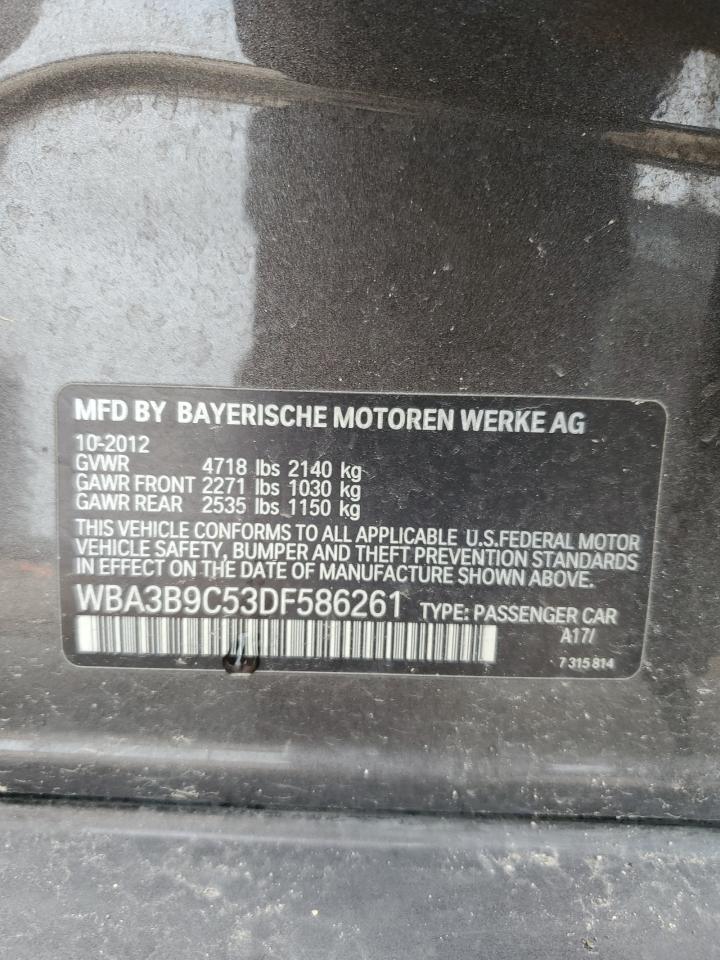 MFD BY BAYERISCHE MOTOREN WERKE AG
10-2012
GVWR 4718 lbs 2140 kg
GAWR FRONT 2271 lbs 1030 kg
GAWR REAR 2535 lbs 1150 kg
THIS VEHICLE CONFORMS TO ALL APPLICABLE U.S.FEDERAL MOTOR
VEHICLE SAFETY, BUMPER AND THEFT PREVENTION STANDARDS
IN EFFECT ON THE DATE OF MANUFACTURE SHOWN ABOVE.
WBA3B9C53DF586261 TYPE: PASSENGER CAR
A17/
7 315 814